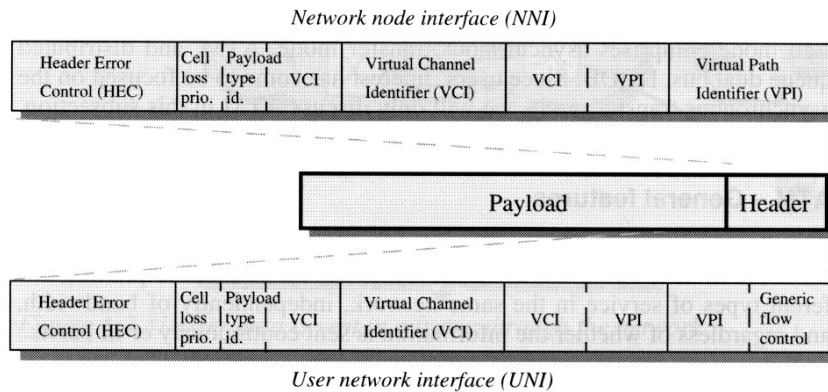 Network node interface (NNI)
Header Error
Control (HEC)
Cell
loss
prio.
Payload
type
id.
VCI
Virtual Channel
Identifier (VCI)
VCI
VPI
Virtual Path
Identifier (VPI)
Payload
Header
General features
Header Error
Control (HEC)
Cell
loss
prio.
Payload
type
id.
VCI
Virtual Channel
Identifier (VCI)
VCI
VPI
VPI
Generic
flow
control
User network interface (UNI)